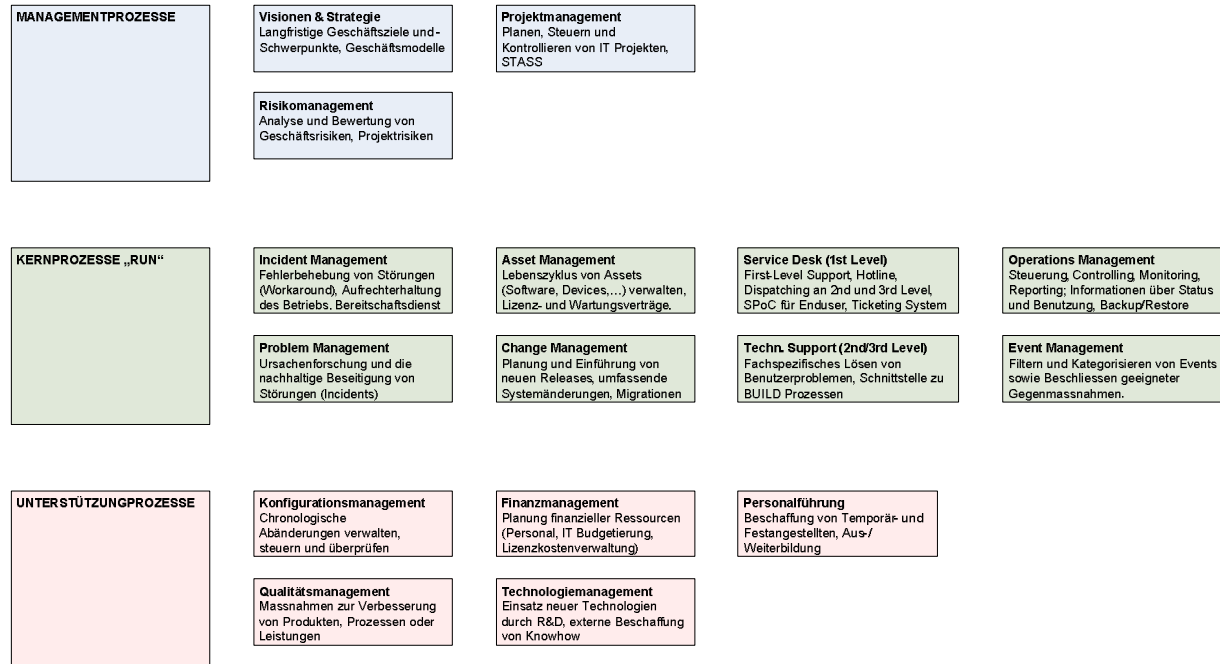 MANAGEMENTPROZESSE
Visionen & Strategie
Langfristige Geschäftsziele und-
Schwerpunkte, Geschäftsmodelle
Projektmanagement
Planen, Steuern und
Kontrollieren von IT Projekten,
STASS
Risikomanagement
Analyse und Bewertung von
Geschäftsrisiken, Projektrisiken
KERNPROZESSE „RUN“
Incident Management
Fehlerbehebung von Störungen
(Workaround), Aufrechterhaltung
des Betriebs. Bereitschaftsdienst
Asset Management
Lebenszyklus von Assets
(Software, Devices,...) verwalten,
Lizenz- und Wartungsverträge.
Service Desk (1st Level)
First-Level Support, Hotline,
Dispatching an 2nd und 3rd Level,
SPoC für Enduser, Ticketing System
Operations Management
Steuerung, Controlling, Monitoring,
Reporting; Informationen über Status
und Benutzung, Backup/Restore
Problem Management
Ursachenforschung und die
nachhaltige Beseitigung von
Störungen (Incidents)
Change Management
Planung und Einführung von
neuen Releases, umfassende
Systemänderungen, Migrationen
Techn. Support (2nd/3rd Level)
Fachspezifisches Lösen von
Benutzerproblemen, Schnittstelle zu
BUILD Prozessen
Event Management
Filtern und Kategorisieren von Events
sowie Beschliessen geeigneter
Gegenmassnahmen.
UNTERSTÜTZUNGPROZESSE
Konfigurationsmanagement
Chronologische
Abänderungen verwalten,
steuern und überprüfen
Finanzmanagement
Planung finanzieller Ressourcen
(Personal, IT Budgetierung,
Lizenzkostenverwaltung)
Personalführung
Beschaffung von Temporär- und
Festangestellten, Aus-/
Weiterbildung
Qualitätsmanagement
Massnahmen zur Verbesserung
von Produkten, Prozessen oder
Leistungen
Technologiemanagement
Einsatz neuer Technologien
durch R&D, externe Beschaffung
von Knowhow